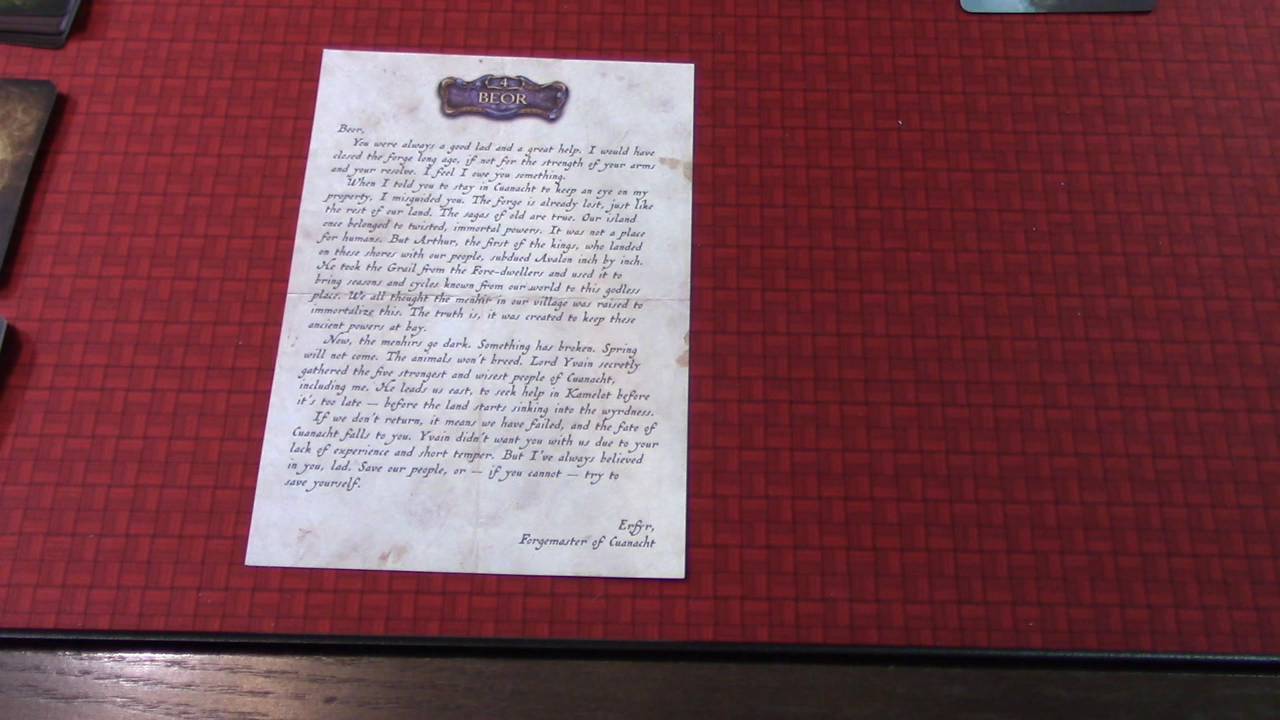 4
BEOR
Beor,
You were always a good lad and a great help. I would have
closed the forge long ago, if not for the strength of your arms
and your resolve. I feel I owe you something.
When I told you to stay in Cuanacht to keep an eye on my
property, I misguided you. The forge is already lost, just like
the rest of our land. The sagas of old are true. Our island
once belonged to twisted, immortal powers. It was not a place
for humans. But Arthur, the first of the kings, who landed
on these shores with our people, subdued Avalon inch by inch.
He took the Grail from the Fore-dwellers and used it to
bring seasons and cycles known from our world to this godless
place. We all thought the menhir in our village was raised to
immortalize this. The truth is, it was created to keep these
ancient powers at bay.
Now, the menhirs go dark. Something has broken. Spring
will not come. The animals won't breed. Lord Yvain secretly
gathered the five strongest and wisest people of Cuanacht,
including me. He leads us east, to seek help in Kamelot before
it's too late — before the land starts sinking into the wyrdness.
If we don't return, it means we have failed, and the fate of
Cuanacht falls to you. Yvain didn't want you with us due to your
lack of experience and short temper. But I've always believed
in you, lad. Save our people, or — if you cannot — try to
save yourself.
Erfyr,
Forgemaster of Cuanacht